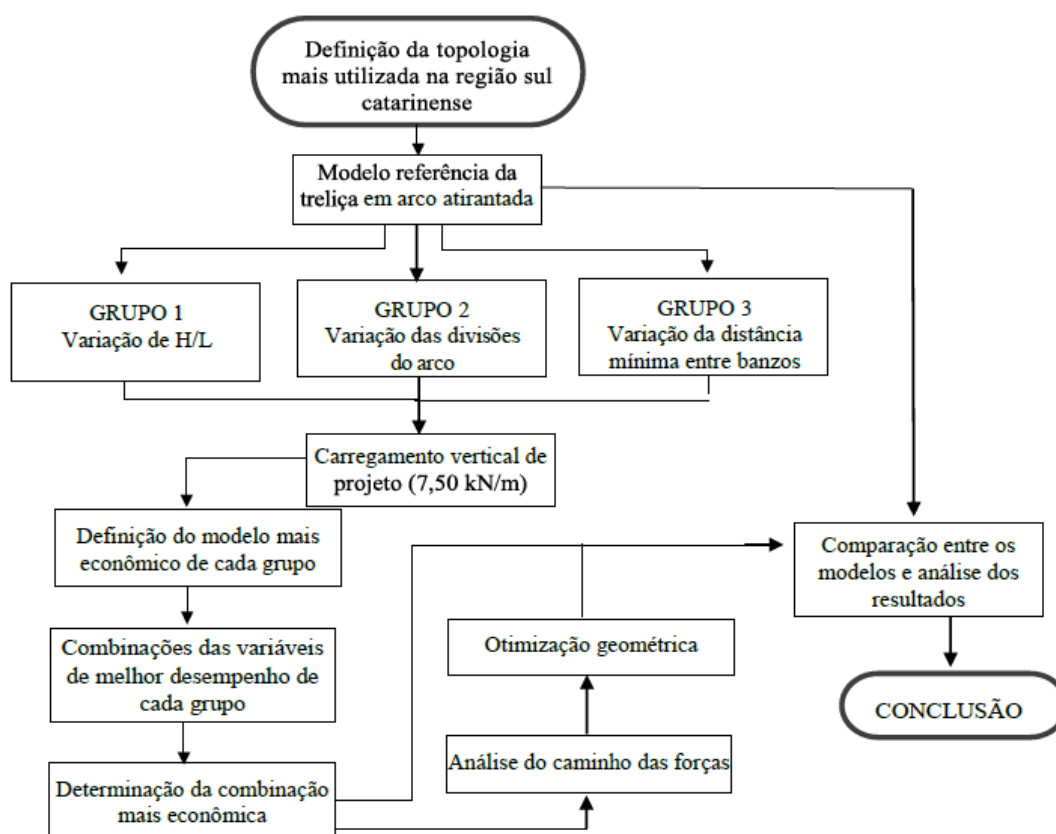 Definição da topologia
mais utilizada na região sul
catarinense
Modelo referência da
treliça em arco atirantada
GRUPO 1
Variação de H/L
GRUPO 2
Variação das divisões
do arco
GRUPO 3
Variação da distância
mínima entre banzos
Carregamento vertical de
projeto (7,50 kN/m)
Definição do modelo mais
econômico de cada grupo
Combinações das variáveis
de melhor desempenho de
cada grupo
Determinação da combinação
mais econômica
Análise do caminho das forças
Otimização geométrica
Comparação entre os
modelos e análise dos
resultados
CONCLUSÃO